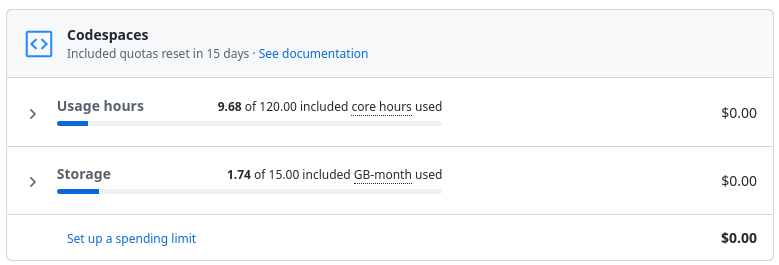 Codespaces
Included quotas reset in 15 days · See documentation
Usage hours
9.68 of 120.00 included core hours used
$0.00
Storage
1.74 of 15.00 included GB-month used
$0.00
Set up a spending limit
$0.00